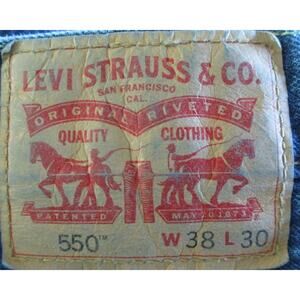 LEVI STRAUSS & CO.
SAN FRANCISCO
CAL.
ORIGINAL RIVETED
QUALITY CLOTHING
PATENTED MAY 20 1873
550™ W 38 L 30